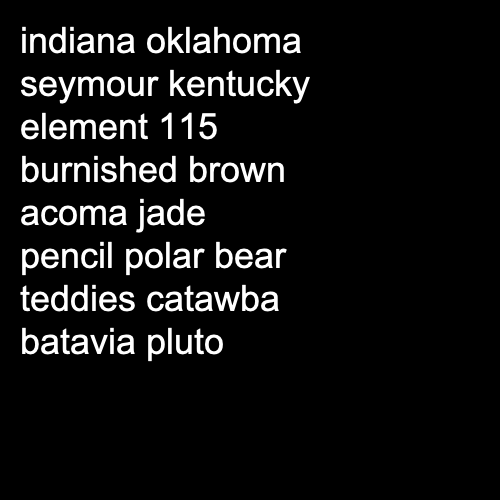 indiana oklahoma
seymour kentucky
element 115
burnished brown
acoma jade
pencil polar bear
teddies catawba
batavia pluto